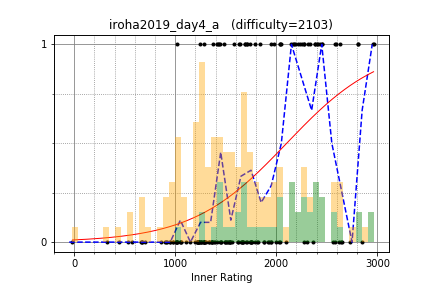 iroha2019_day4_a (difficulty=2103)
1
0
0 1000 2000 3000
Inner Rating